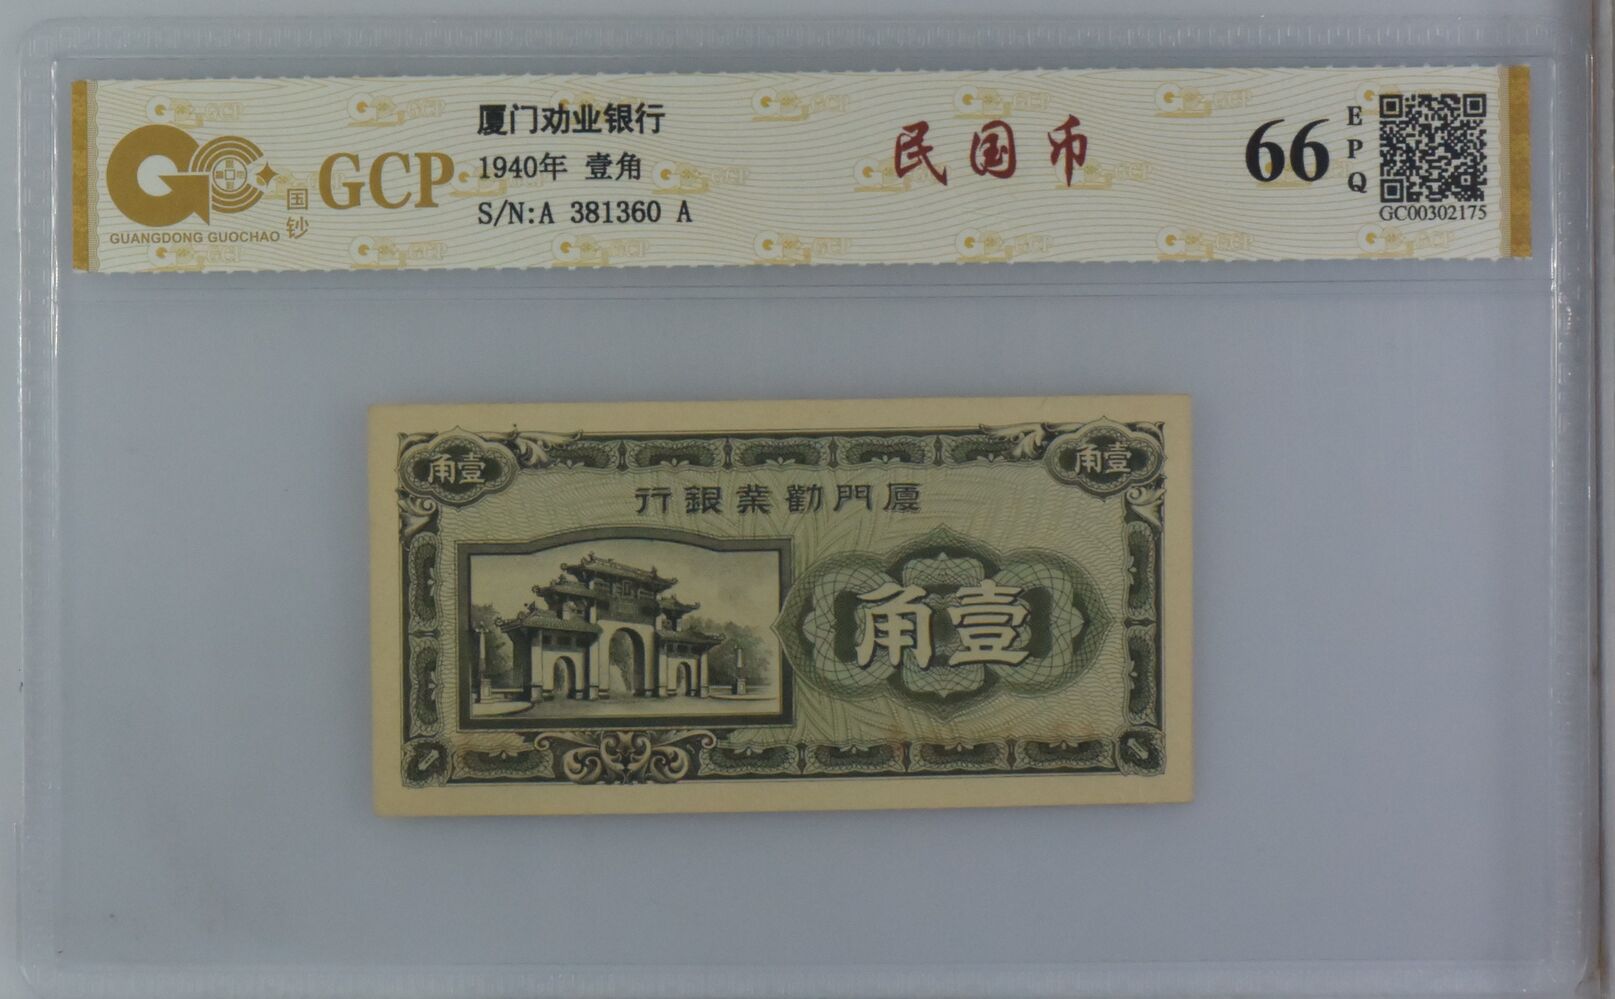 GCP
国钞
GUANGDONG GUOCHAO
厦门劝业银行
1940年 壹角
S/N:A 381360 A
民国币
66
EPQ
GC00302175
角壹
角壹
行銀業勸門廈
角壹